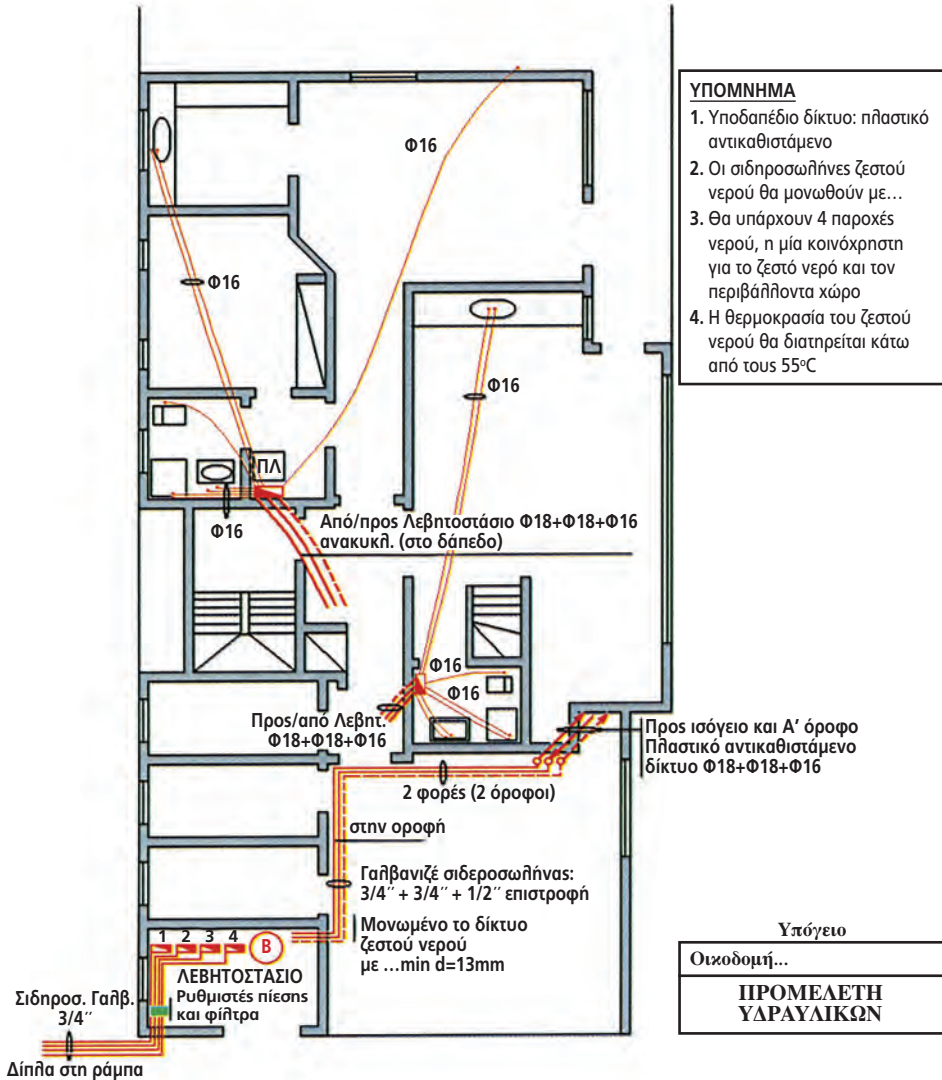 Φ16
ΥΠΟΜΝΗΜΑ
1. Υποδαπέδιο δίκτυο: πλαστικό
αντικαθιστάμενο
2. Οι σιδηροσωλήνες ζεστού
νερού θα μονωθούν με…
3. Θα υπάρχουν 4 παροχές
νερού, η μία κοινόχρηστη
για το ζεστό νερό και τον
περιβάλλοντα χώρο
4. Η θερμοκρασία του ζεστού
νερού θα διατηρείται κάτω
από τους 55°C
Φ16
Φ16
ΠΛ
Φ16
Από/προς Λεβητοστάσιο Φ18+Φ18+Φ16
ανακυκλ. (στο δάπεδο)
Φ16
Φ16
Προς/από Λεβητ.
Φ18+Φ18+Φ16
Προς ισόγειο και Α’ όροφο
Πλαστικό αντικαθιστάμενο
δίκτυο Φ18+Φ18+Φ16
2 φορές (2 όροφοι)
στην οροφή
Γαλβανιζέ σιδεροσωλήνας:
3/4˝ + 3/4˝ + 1/2˝ επιστροφή
Μονωμένο το δίκτυο
ζεστού νερού
με …min d=13mm
1 2 3 4 Β
ΛΕΒΗΤΟΣΤΑΣΙΟ
Ρυθμιστές πίεσης
και φίλτρα
Σιδηροσ. Γαλβ.
3/4˝
Δίπλα στη ράμπα
Υπόγειο
Οικοδομή...
ΠΡΟΜΕΛΕΤΗ
ΥΔΡΑΥΛΙΚΩΝ